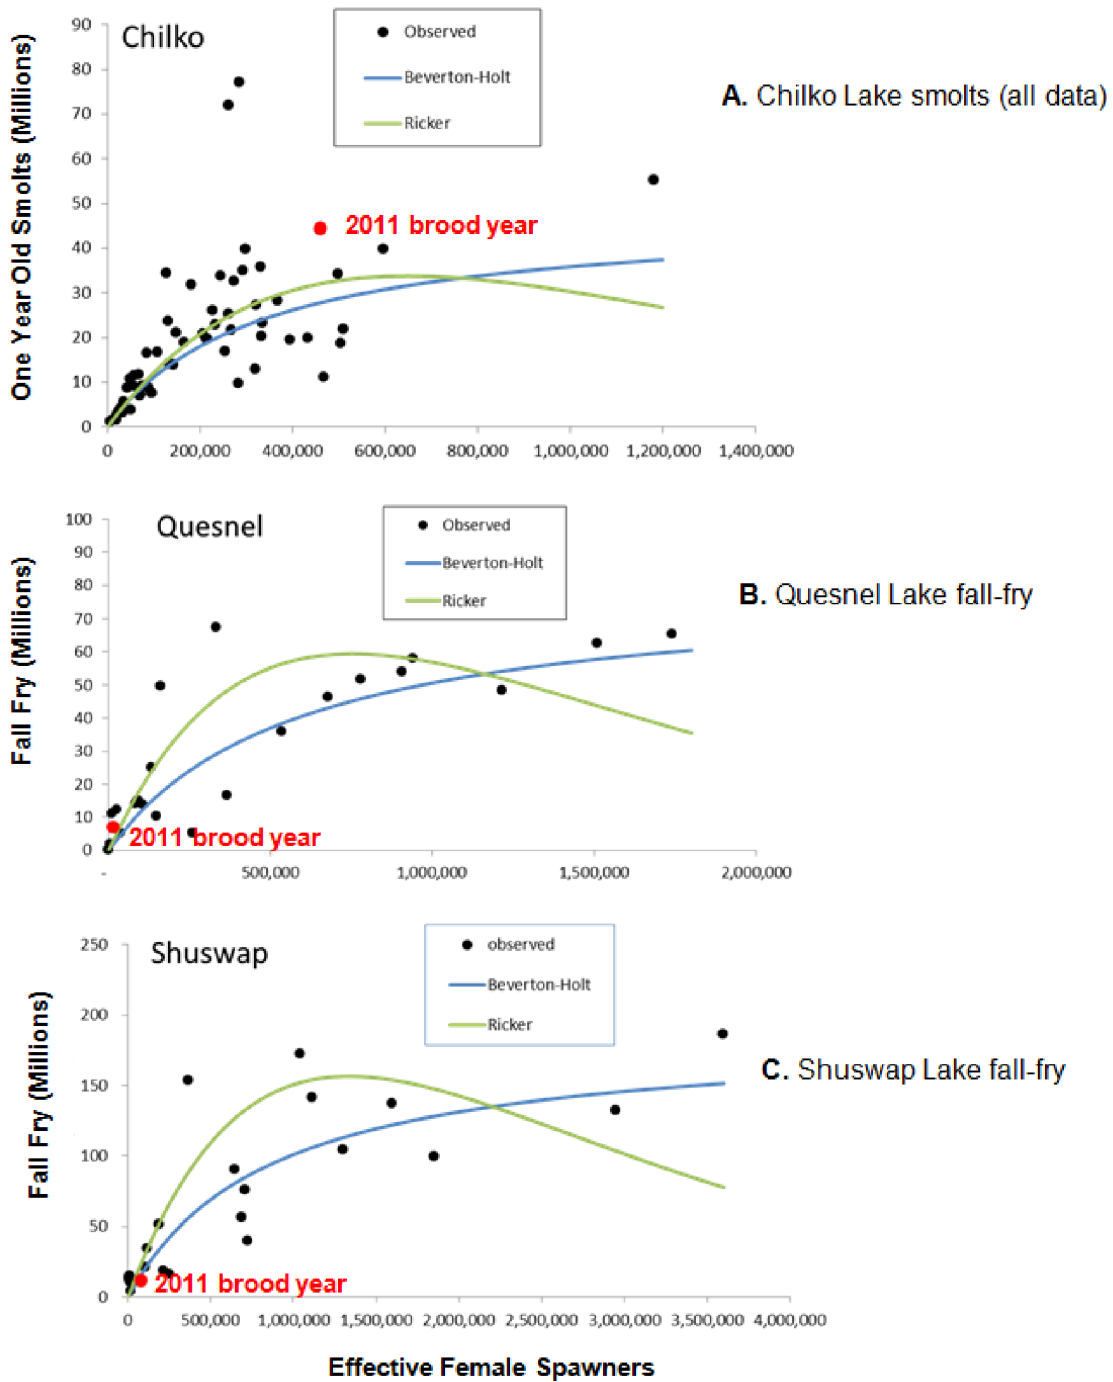 Chilko
Observed
Beverton-Holt
Ricker
A. Chilko Lake smolts (all data)
One Year Old Smolts (Millions)
90
80
70
60
50
40
30
20
10
0
2011 brood year
0 200,000 400,000 600,000 800,000 1,000,000 1,200,000 1,400,000
Quesnel
Observed
Beverton-Holt
Ricker
B. Quesnel Lake fall-fry
Fall Fry (Millions)
100
90
80
70
60
50
40
30
20
10
0
2011 brood year
- 500,000 1,000,000 1,500,000 2,000,000
Shuswap
observed
Beverton-Holt
Ricker
C. Shuswap Lake fall-fry
Fall Fry (Millions)
250
200
150
100
50
0
2011 brood year
0 500,000 1,000,000 1,500,000 2,000,000 2,500,000 3,000,000 3,500,000 4,000,000
Effective Female Spawners